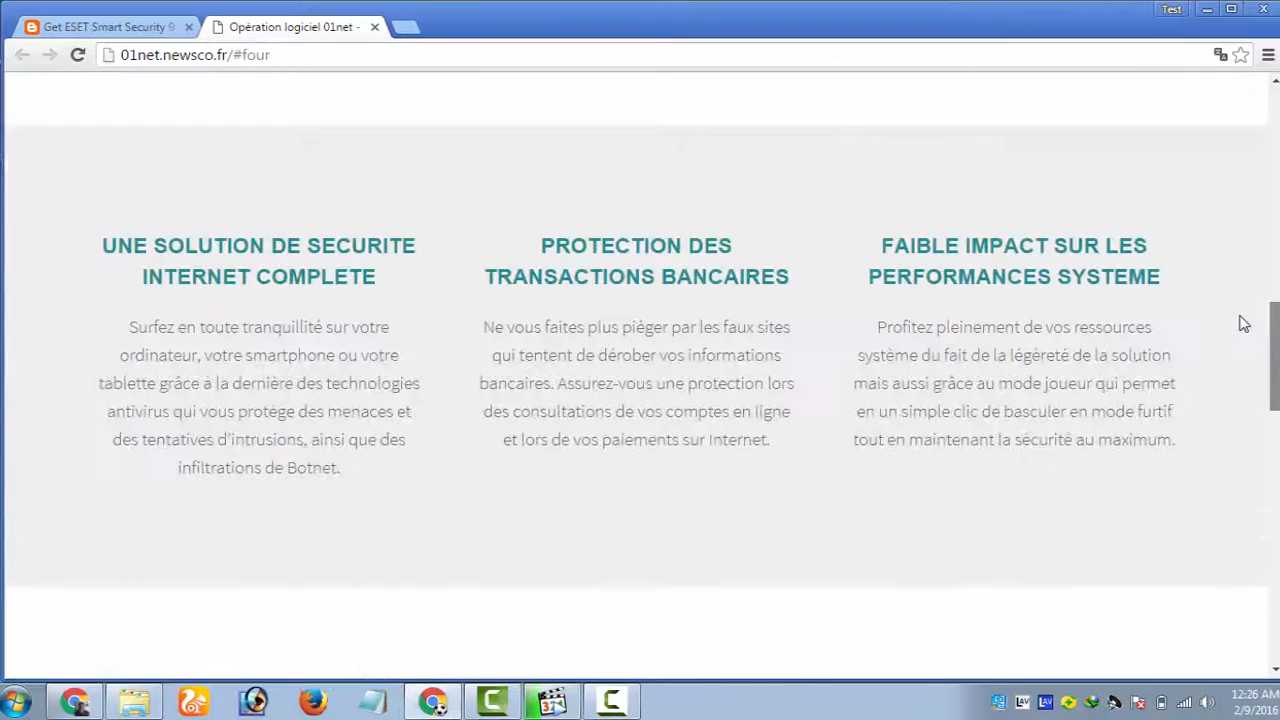 Test
Get ESET Smart Security 9
Opération logiciel 01net -
01net.newsco.fr/#four
UNE SOLUTION DE SECURITE
INTERNET COMPLETE
Surfez en toute tranquillité sur votre
ordinateur, votre smartphone ou votre
tablette grâce à la dernière des technologies
antivirus qui vous protège des menaces et
des tentatives d'intrusions, ainsi que des
infiltrations de Botnet.
PROTECTION DES
TRANSACTIONS BANCAIRES
Ne vous faites plus pièger par les faux sites
qui tentent de dérober vos informations
bancaires. Assurez-vous une protection lors
des consultations de vos comptes en ligne
et lors de vos paiements sur Internet.
FAIBLE IMPACT SUR LES
PERFORMANCES SYSTEME
Profitez pleinement de vos ressources
système du fait de la légèreté de la solution
mais aussi grâce au mode joueur qui permet
en un simple clic de basculer en mode furtif
tout en maintenant la sécurité au maximum.
12:26 AM
2/9/2016